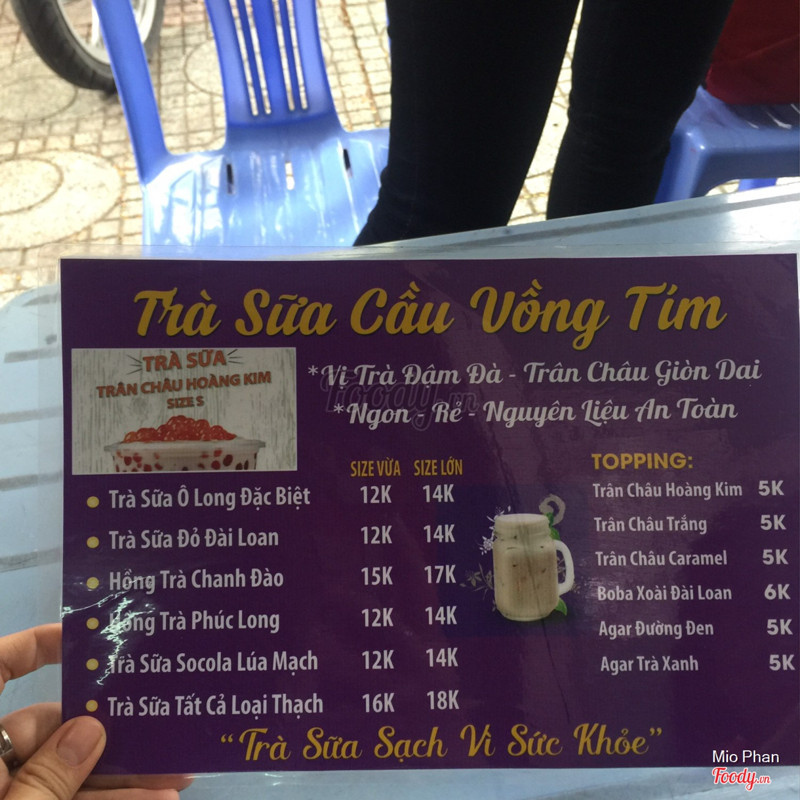 Trà Sữa Cầu Vồng Tím
TRÀ SỮA
TRÂN CHÂU HOÀNG KIM
SIZE S
*Vị Trà Đậm Đà - Trân Châu Giòn Dai
*Ngon - Rẻ - Nguyên Liệu An Toàn
Foody.vn
SIZE VỪA SIZE LỚN
Trà Sữa Ô Long Đặc Biệt 12K 14K
Trà Sữa Đỏ Đài Loan 12K 14K
Hồng Trà Chanh Đào 15K 17K
Hồng Trà Phúc Long 12K 14K
Trà Sữa Socola Lúa Mạch 12K 14K
Trà Sữa Tất Cả Loại Thạch 16K 18K
TOPPING:
Trân Châu Hoàng Kim 5K
Trân Châu Trắng 5K
Trân Châu Caramel 5K
Boba Xoài Đài Loan 6K
Agar Đường Đen 5K
Agar Trà Xanh 5K
“Trà Sữa Sạch Vì Sức Khỏe”
Mio Phan
Foody.vn